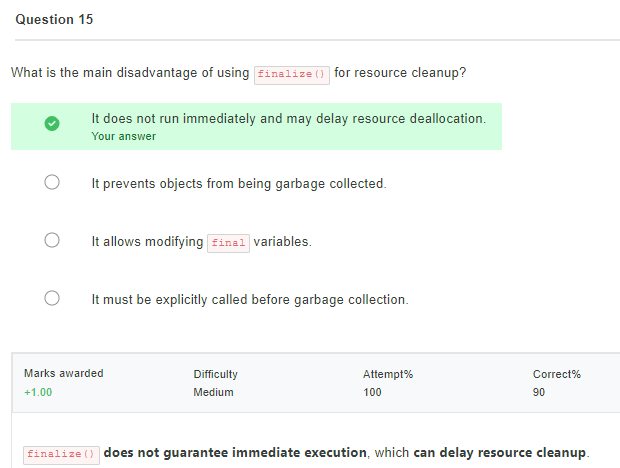 Question 15
What is the main disadvantage of using finalize() for resource cleanup?
It does not run immediately and may delay resource deallocation.
Your answer
It prevents objects from being garbage collected.
It allows modifying final variables.
It must be explicitly called before garbage collection.
Marks awarded Difficulty Attempt% Correct%
+1.00 Medium 100 90
finalize() does not guarantee immediate execution, which can delay resource cleanup.